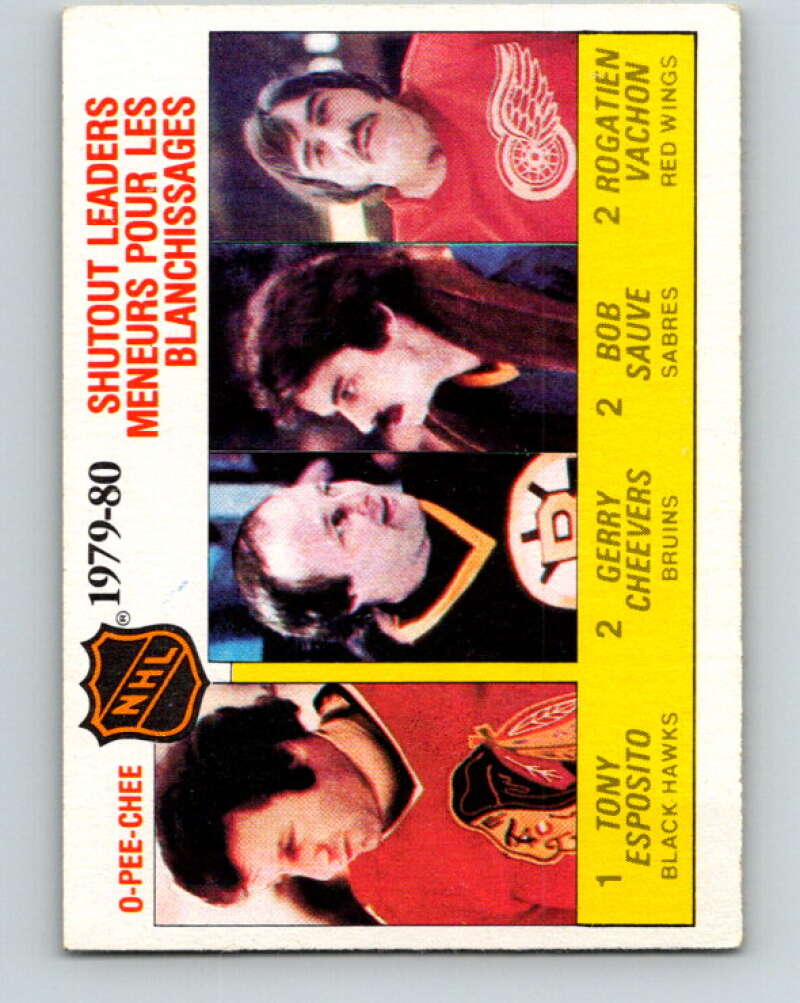 O-PEE-CHEE
NHL
® 1979-80
SHUTOUT LEADERS
MENEURS POUR LES
BLANCHISSAGES
B
1 TONY
ESPOSITO
BLACK HAWKS
2 GERRY
CHEEVERS
BRUINS
2 BOB
SAUVE
SABRES
2 ROGATIEN
VACHON
RED WINGS